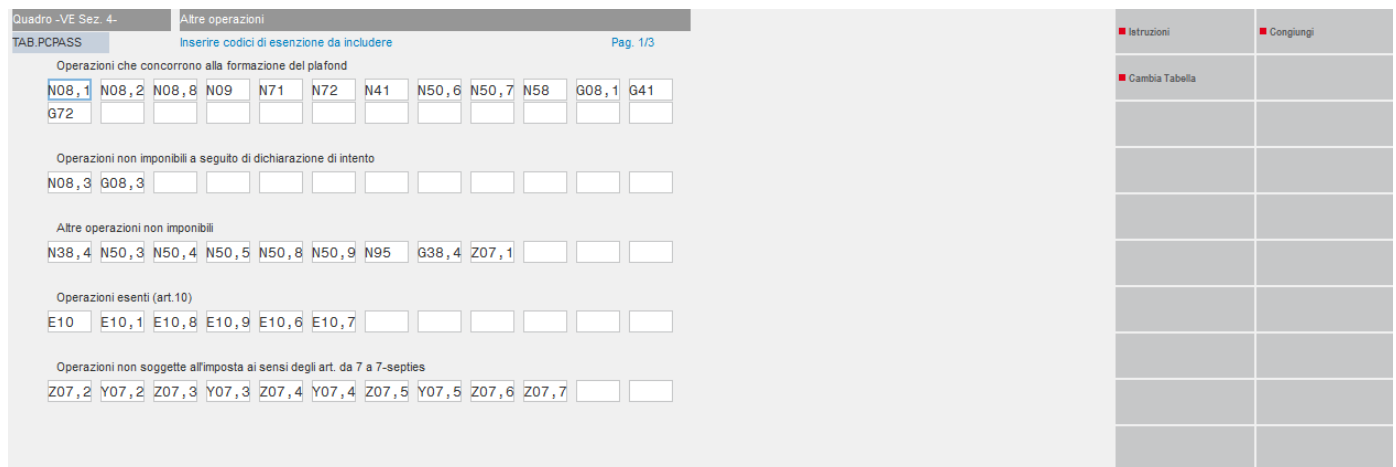 Quadro -VE Sez. 4- Altre operazioni
TAB.PCPASS Inserire codici di esenzione da includere Pag. 1/3
Operazioni che concorrono alla formazione del plafond
N08,1 N08,2 N08,8 N09 N71 N72 N41 N50,6 N50,7 N58 G08,1 G41
G72
Operazioni non imponibili a seguito di dichiarazione di intento
N08,3 G08,3
Altre operazioni non imponibili
N38,4 N50,3 N50,4 N50,5 N50,8 N50,9 N95 G38,4 Z07,1
Operazioni esenti (art.10)
E10 E10,1 E10,8 E10,9 E10,6 E10,7
Operazioni non soggette all'imposta ai sensi degli art. da 7 a 7-septies
Z07,2 Y07,2 Z07,3 Y07,3 Z07,4 Y07,4 Z07,5 Y07,5 Z07,6 Z07,7
Istruzioni Congiungi
Cambia Tabella